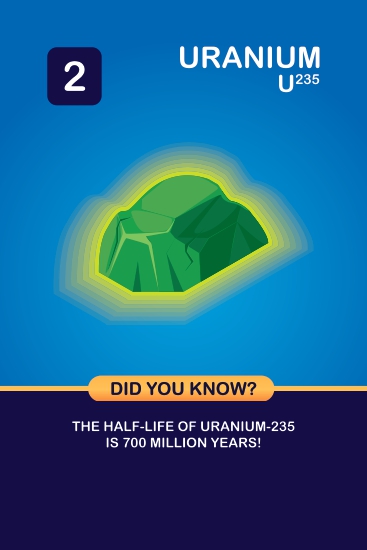 2
URANIUM
U²³⁵
DID YOU KNOW?
THE HALF-LIFE OF URANIUM-235
IS 700 MILLION YEARS!